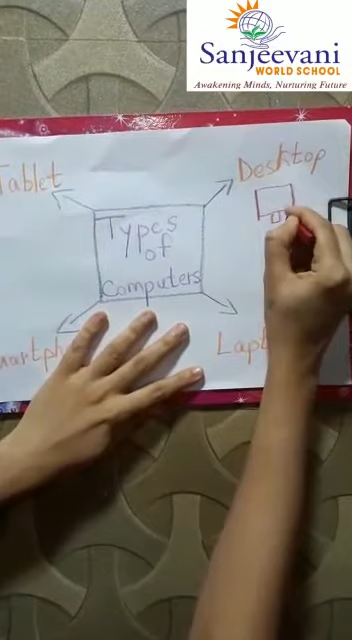 Sanjeevani
WORLD SCHOOL
Awakening Minds, Nurturing Future
Tablet
Desktop
Types
of
Computers